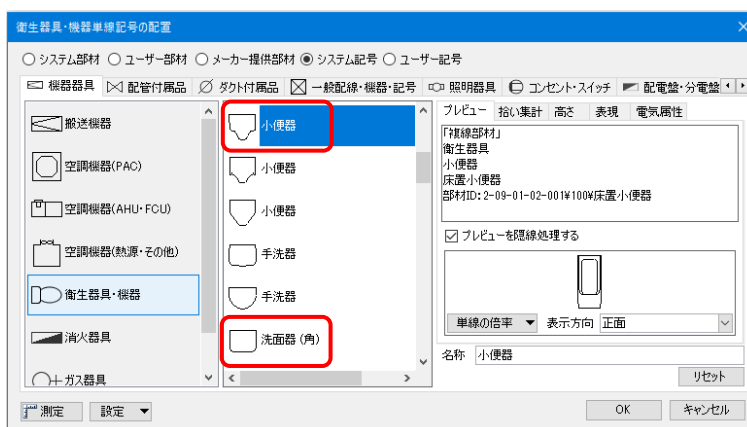 衛生器具・機器単線記号の配置
システム部材 ユーザー部材 メーカー提供部材 システム記号 ユーザー記号
機器器具 配管付属品 ダクト付属品 一般配線・機器・記号 照明器具 コンセント・スイッチ 配電盤・分電盤
搬送機器
空調機器(PAC)
空調機器(AHU・FCU)
空調機器(熱源・その他)
衛生器具・機器
消火器具
ガス器具
小便器
小便器
小便器
手洗器
手洗器
洗面器(角)
プレビュー 拾い集計 高さ 表現 電気属性
「複線部材」
衛生器具
小便器
床置小便器
部材ID:2-09-01-02-001¥100¥床置小便器
プレビューを隠線処理する
単線の倍率 表示方向 正面
名称 小便器
リセット
測定 設定 OK キャンセル